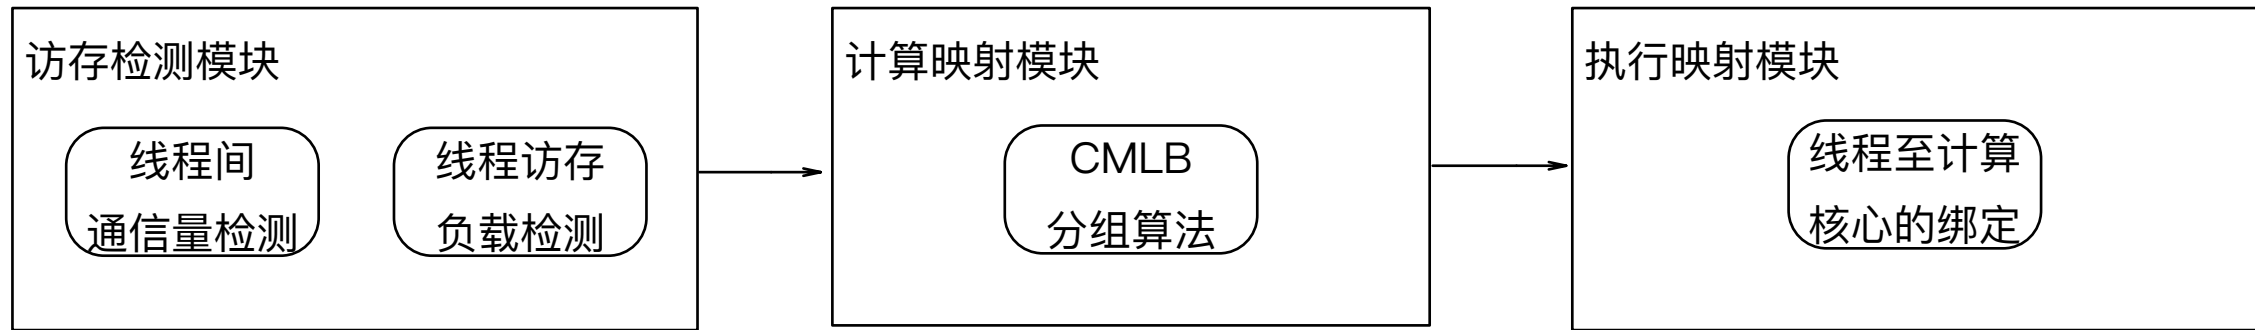 访存检测模块
线程间
通信量检测
线程访存
负载检测
计算映射模块
CMLB
分组算法
执行映射模块
线程至计算
核心的绑定